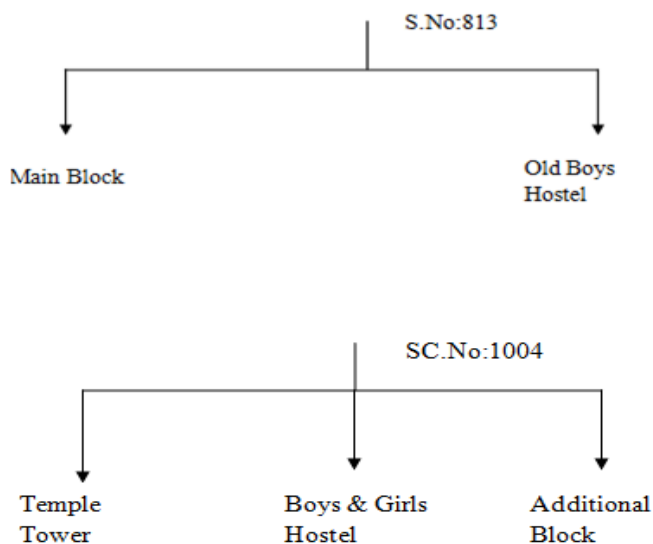 S.No:813
Main Block
Old Boys
Hostel
SC.No:1004
Temple
Tower
Boys & Girls
Hostel
Additional
Block